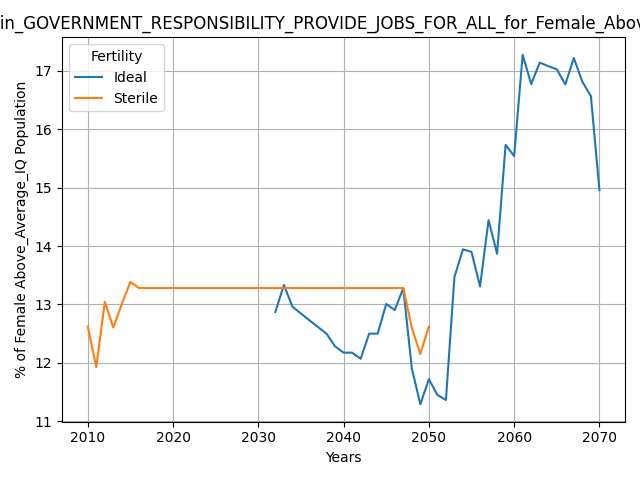 in_GOVERNMENT_RESPONSIBILITY_PROVIDE_JOBS_FOR_ALL_for_Female_Abov
Fertility
Ideal
Sterile
% of Female Above_Average_IQ Population
17
16
15
14
13
12
11
2010 2020 2030 2040 2050 2060 2070
Years